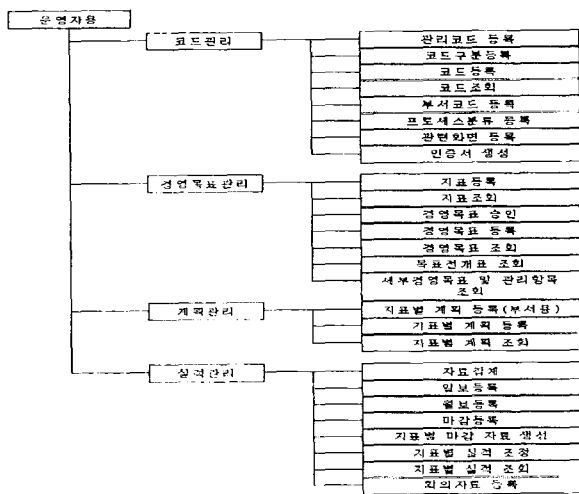 운영자용
코드관리
관리코드 등록
코드구분등록
코드등록
코드조회
부서코드 등록
프로세스분류 등록
관련화면 등록
인증서 생성
경영목표관리
지표등록
지표조회
경영목표 승인
경영목표 등록
경영목표 조회
목표전개표 조회
세부경영목표 및 관리항목
조회
계획관리
지표별 계획 등록(부서용)
지표별 계획 등록
지표별 계획 조회
실적관리
자료집계
일보등록
월보등록
마감등록
지표별 마감 자료 생성
지표별 실적 조정
지표별 실적 조회
회의자료 등록